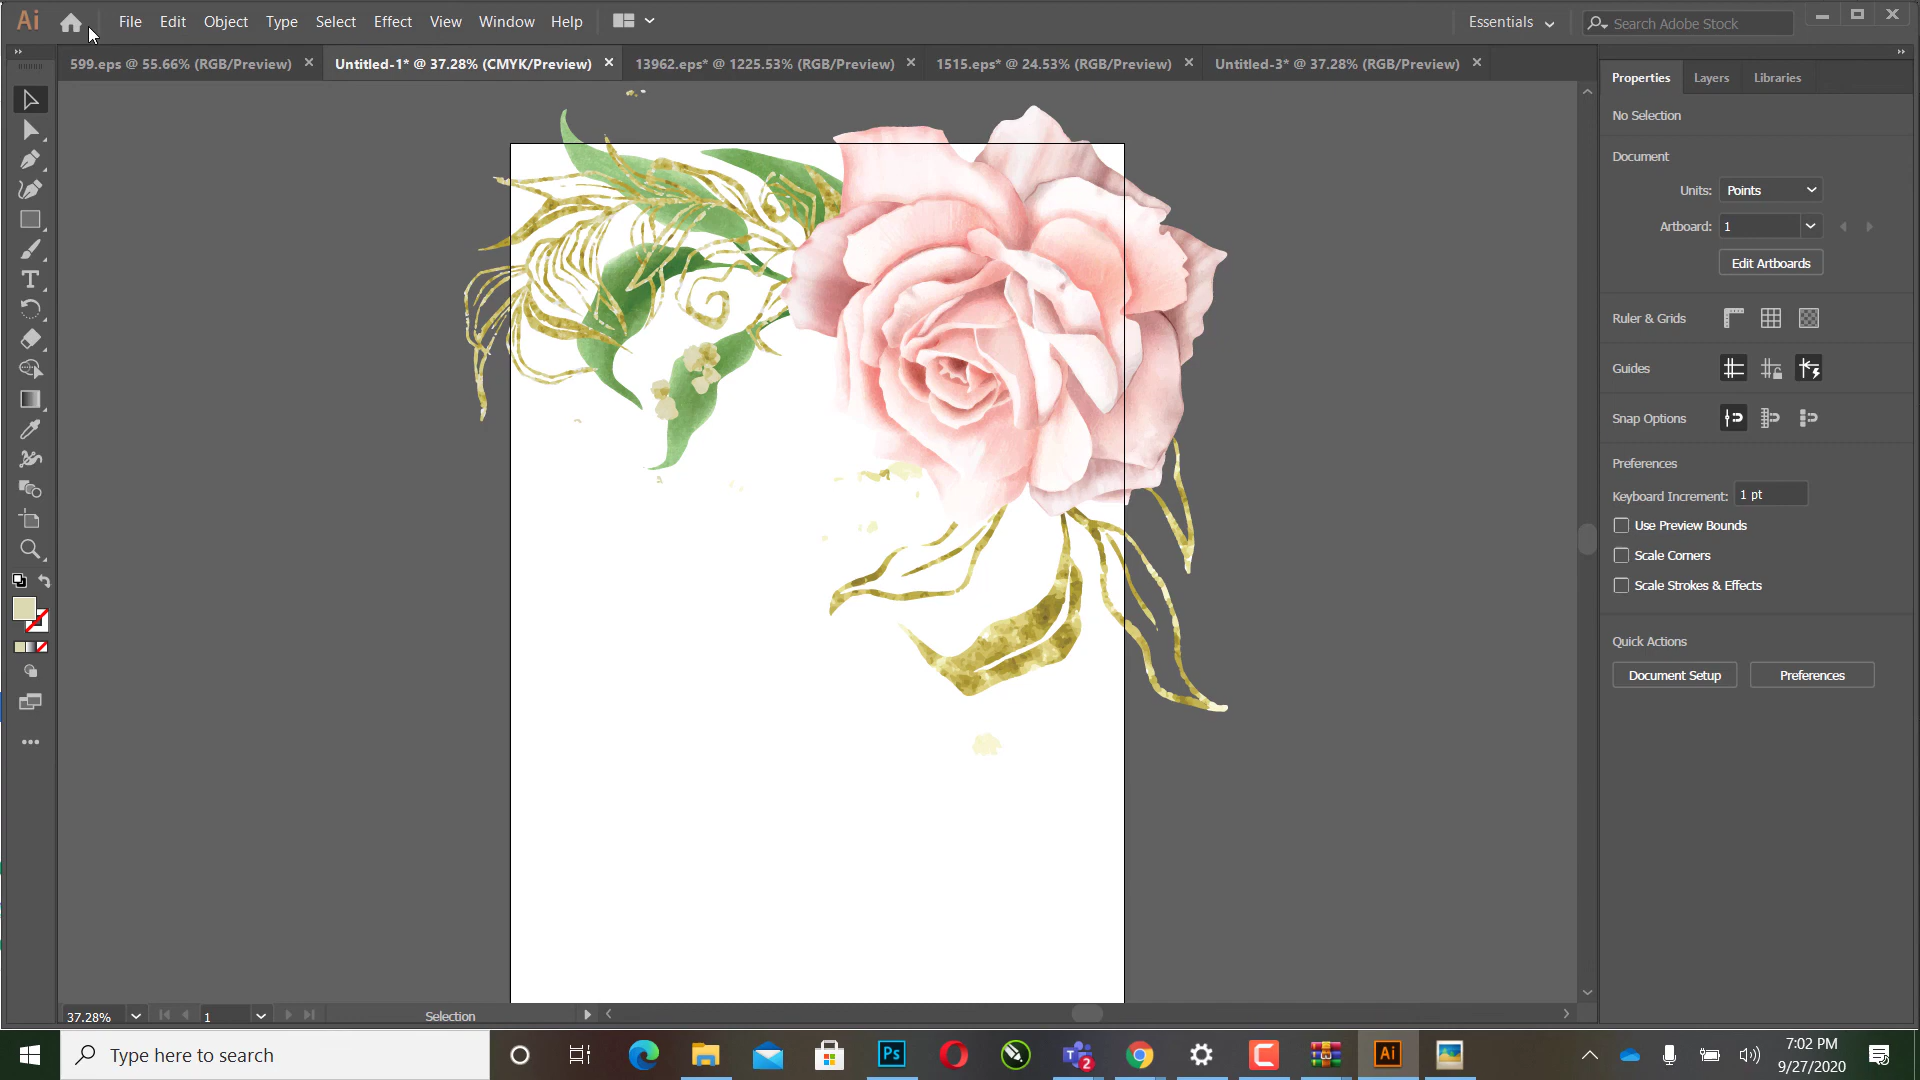 Ai File Edit Object Type Select Effect View Window Help Essentials Search Adobe Stock
599.eps @ 55.66% (RGB/Preview) × Untitled-1* @ 37.28% (CMYK/Preview) × 13962.eps* @ 1225.53% (RGB/Preview) × 1515.eps* @ 24.53% (RGB/Preview) × Untitled-3* @ 37.28% (RGB/Preview) ×
Properties Layers Libraries
No Selection
Document
Units: Points
Artboard: 1
Edit Artboards
Ruler & Grids
Guides
Snap Options
Preferences
Keyboard Increment: 1 pt
Use Preview Bounds
Scale Corners
Scale Strokes & Effects
Quick Actions
Document Setup Preferences
37.28% 1 Selection
Type here to search
Ps
2
Ai
7:02 PM
9/27/2020